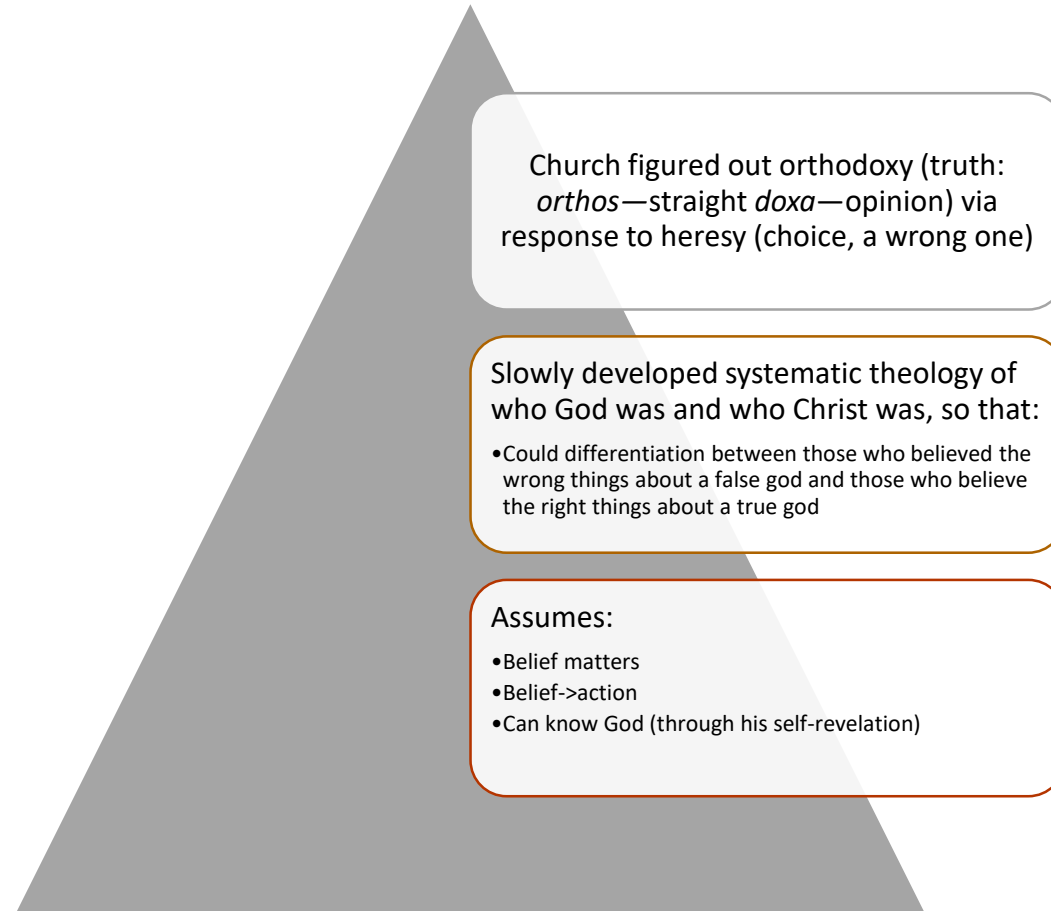 Church figured out orthodoxy (truth:
orthos—straight doxa—opinion) via
response to heresy (choice, a wrong one)
Slowly developed systematic theology of
who God was and who Christ was, so that:
•Could differentiation between those who believed the
wrong things about a false god and those who believe
the right things about a true god
Assumes:
•Belief matters
•Belief->action
•Can know God (through his self-revelation)